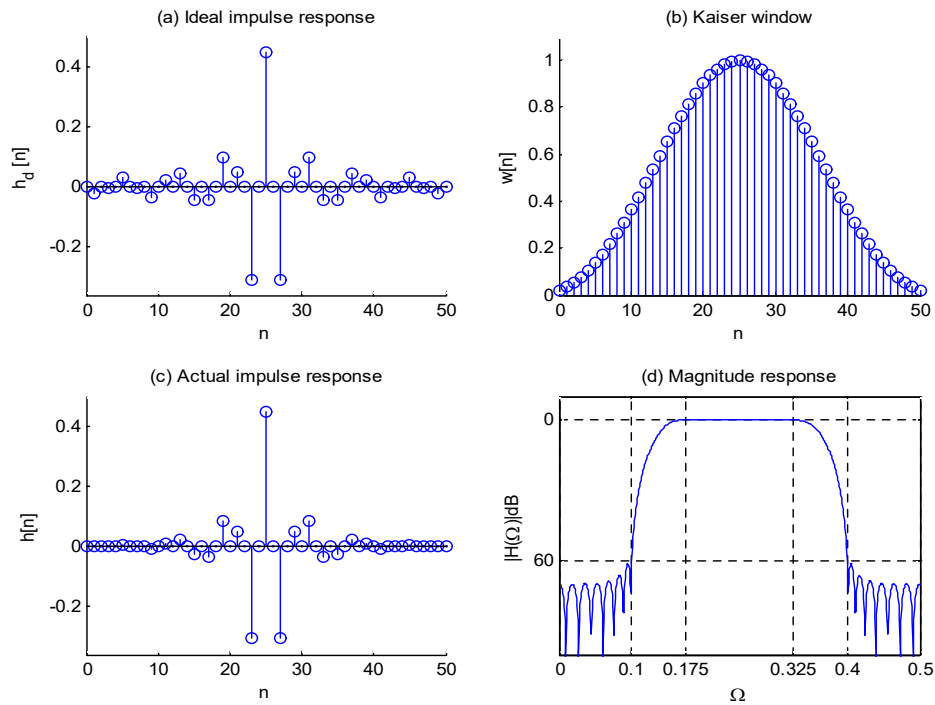 (a) Ideal impulse response
0.4
0.2
0
-0.2
h_d [n]
0 10 20 30 40 50
n
(b) Kaiser window
1
0.8
0.6
0.4
0.2
0
w[n]
0 10 20 30 40 50
n
(c) Actual impulse response
0.4
0.2
0
-0.2
h[n]
0 10 20 30 40 50
n
(d) Magnitude response
0
60
|H(Ω)|dB
0 0.1 0.175 0.325 0.4 0.5
Ω